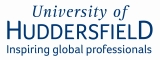 University of
HUDDERSFIELD
Inspiring global professionals